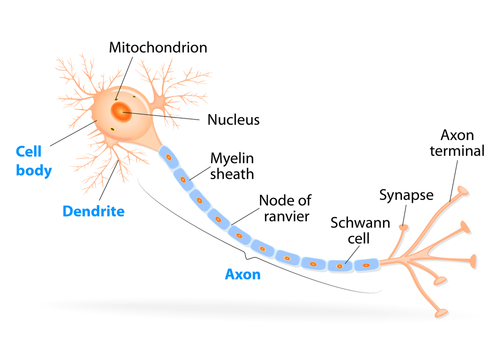 Mitochondrion
Nucleus
Cell
body
Dendrite
Myelin
sheath
Node of
ranvier
Axon
Schwann
cell
Synapse
Axon
terminal